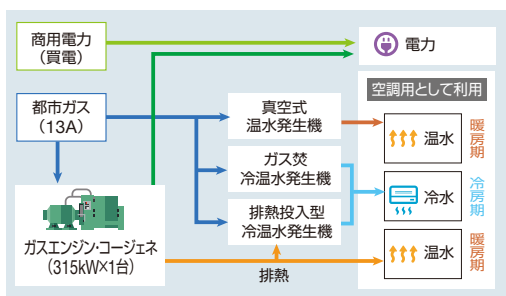 商用電力
（買電）
電力
空調用として利用
都市ガス
（13A）
真空式
温水発生機
温水
暖房期
ガス焚
冷温水発生機
冷水
冷房期
排熱投入型
冷温水発生機
ガスエンジン・コージェネ
（315kW×1台）
温水
暖房期
排熱